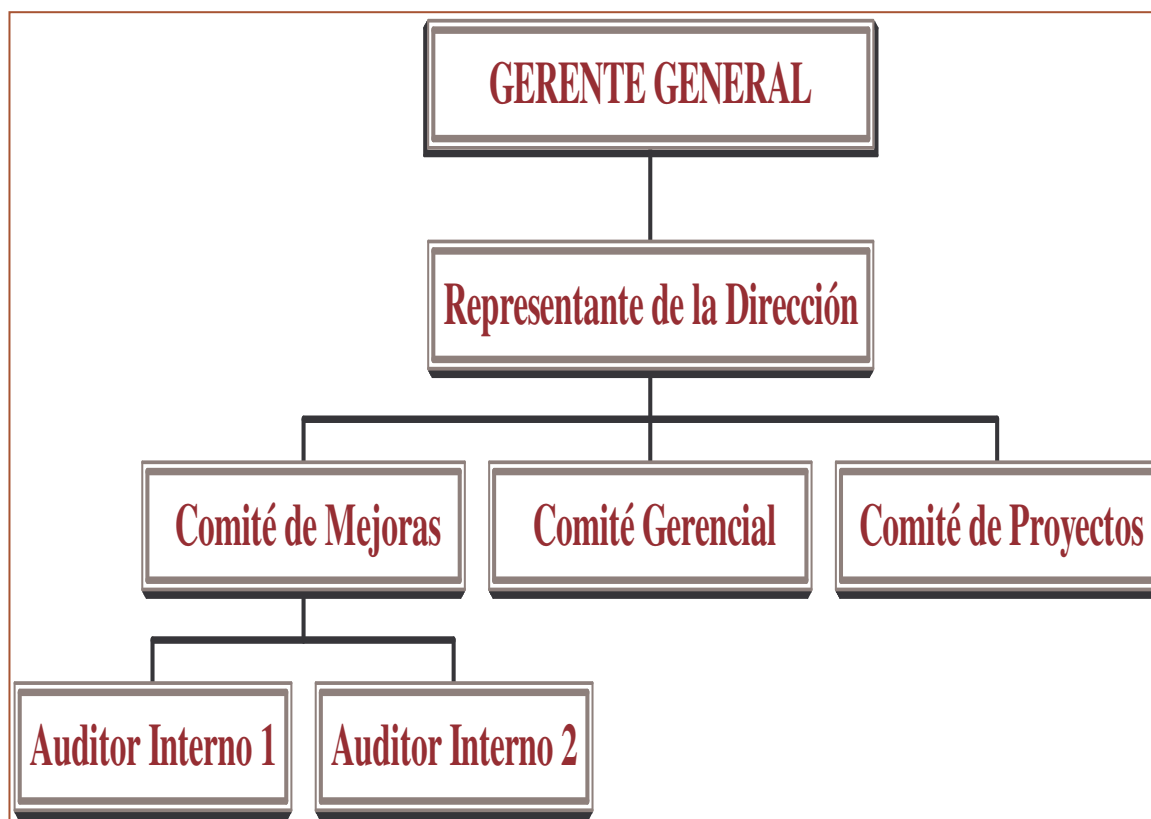 GERENTE GENERAL
Representante de la Dirección
Comité de Mejoras
Comité Gerencial
Comité de Proyectos
Auditor Interno 1
Auditor Interno 2